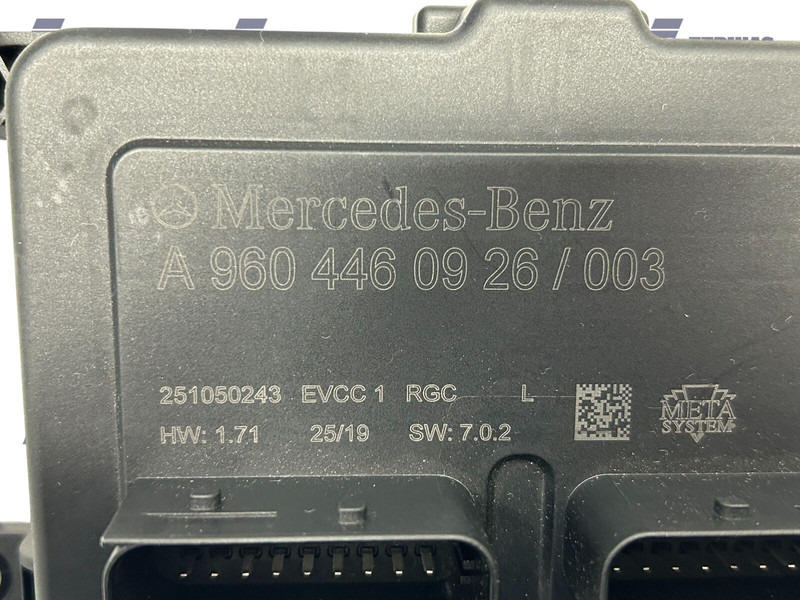 Mercedes-Benz
A 960 446 09 26 / 003
251050243 EVCC 1 RGC L
HW: 1.71 25/19 SW: 7.0.2
META
SYSTEM